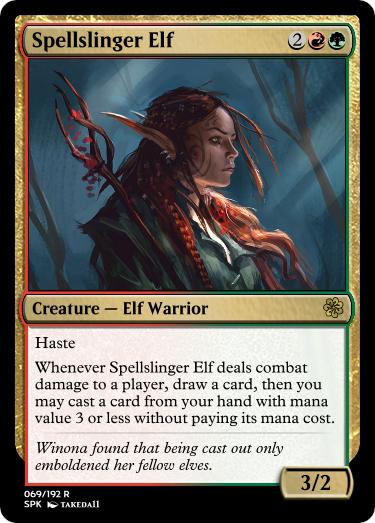 Spellslinger Elf 2
Creature — Elf Warrior
Haste
Whenever Spellslinger Elf deals combat
damage to a player, draw a card, then you
may cast a card from your hand with mana
value 3 or less without paying its mana cost.
Winona found that being cast out only
emboldened her fellow elves.
3/2
069/192 R
SPK TAKEDA11